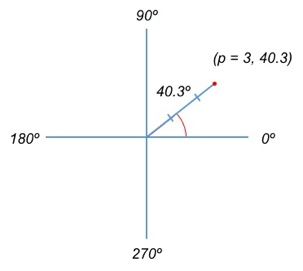 90º
(p = 3, 40.3)
40.3º
180º
0º
270º